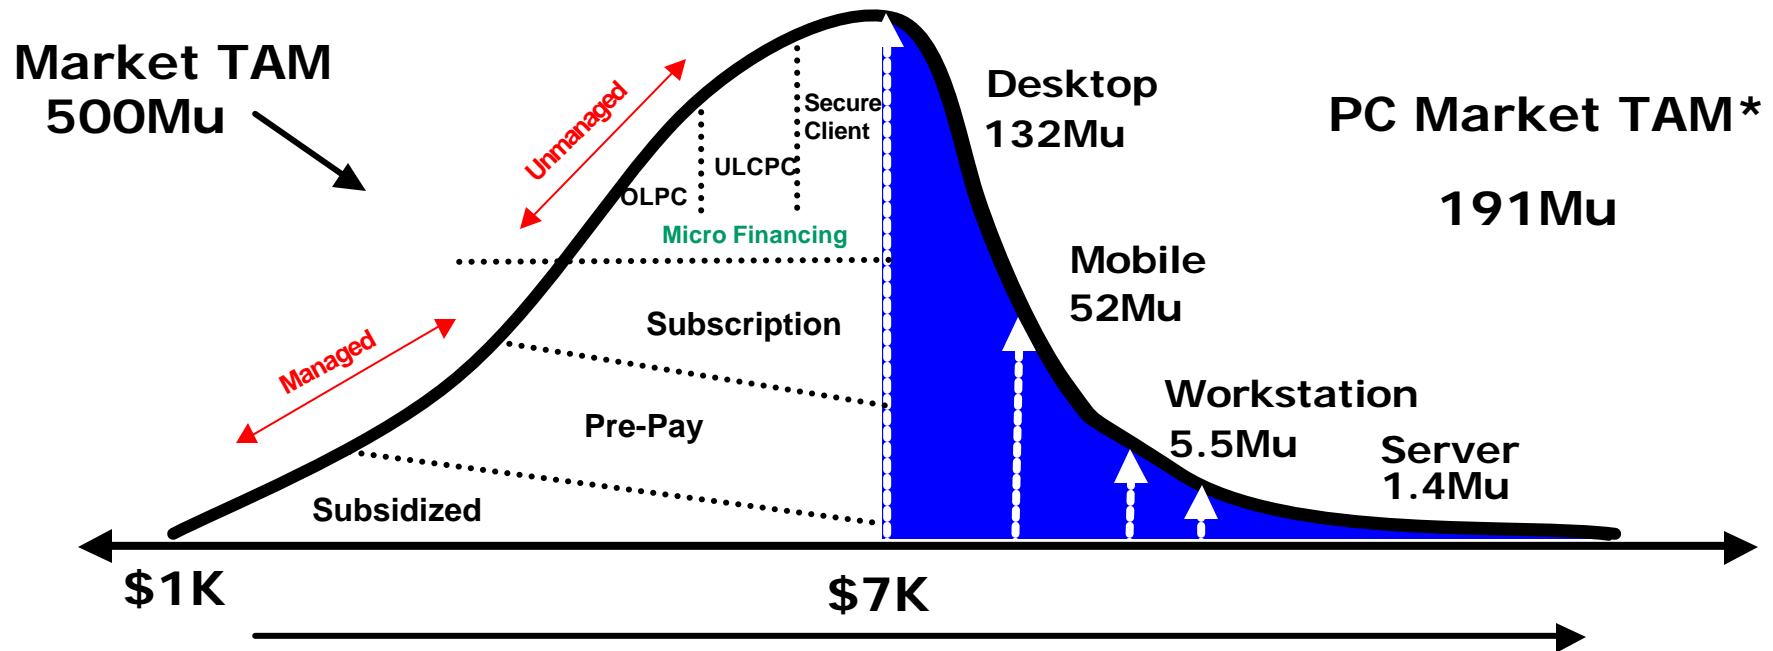 Market TAM
500Mu
Unmanaged
Managed
Secure
Client
ULCPC
OLPC
Micro Financing
Subscription
Pre-Pay
Subsidized
Desktop
132Mu
PC Market TAM*
191Mu
Mobile
52Mu
Workstation
5.5Mu
Server
1.4Mu
$1K
$7K